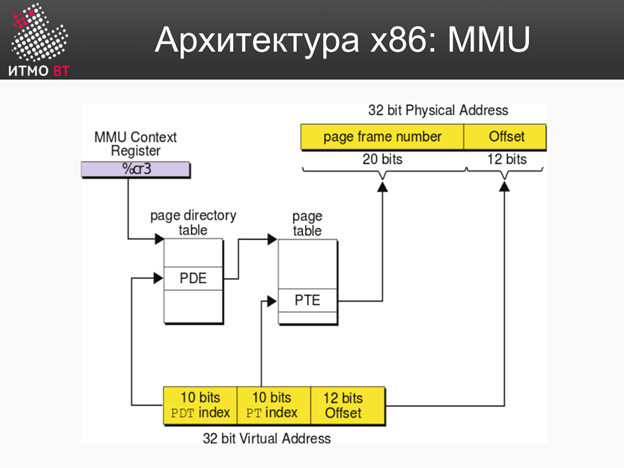 ИТМО ВТ
Архитектура x86: MMU
32 bit Physical Address
page frame number
Offset
20 bits
12 bits
MMU Context
Register
%cr3
page directory
table
page
table
PDE
PTE
10 bits
PDT index
10 bits
PT index
12 bits
Offset
32 bit Virtual Address